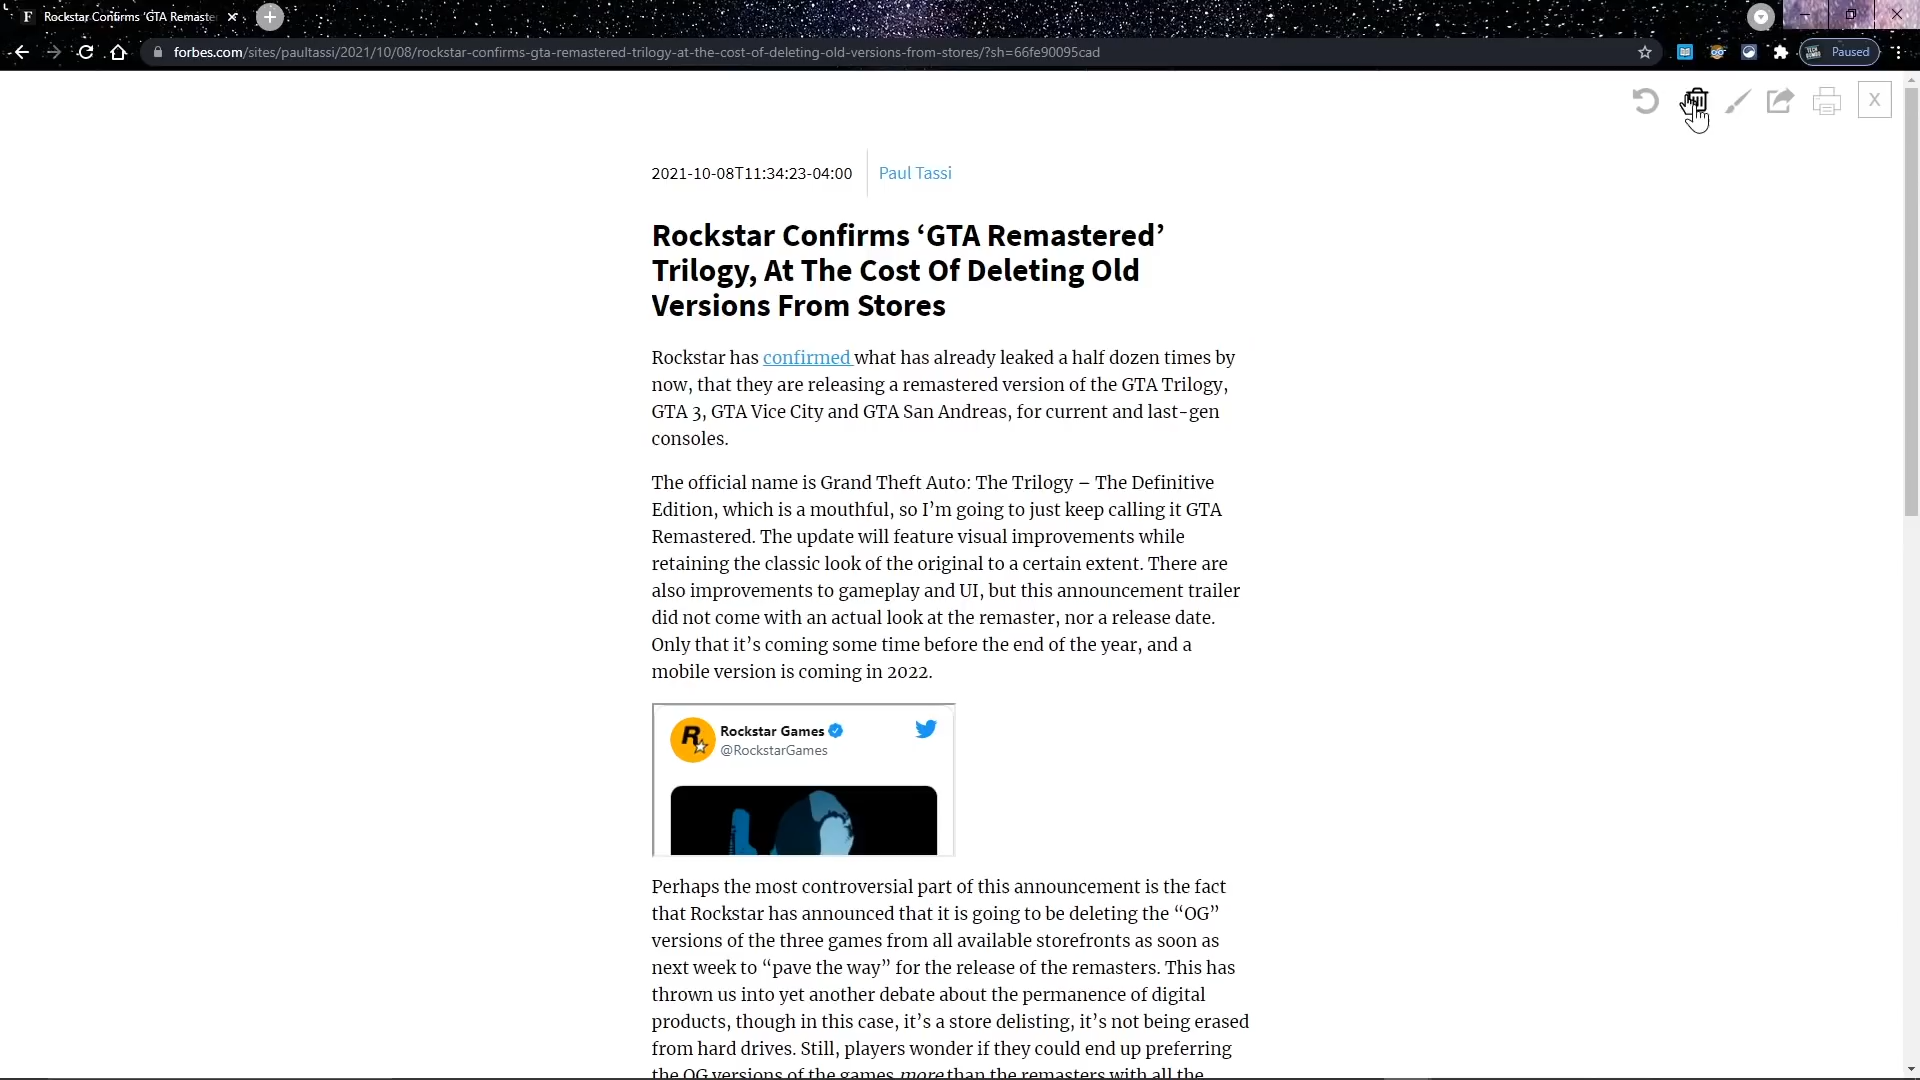 F Rockstar Confirms 'GTA Remaste
forbes.com/sites/paultassi/2021/10/08/rockstar-confirms-gta-remastered-trilogy-at-the-cost-of-deleting-old-versions-from-stores/?sh=66fe90095cad
Paused
X
2021-10-08T11:34:23-04:00
Paul Tassi
Rockstar Confirms ‘GTA Remastered’
Trilogy, At The Cost Of Deleting Old
Versions From Stores
Rockstar has confirmed what has already leaked a half dozen times by
now, that they are releasing a remastered version of the GTA Trilogy,
GTA 3, GTA Vice City and GTA San Andreas, for current and last-gen
consoles.
The official name is Grand Theft Auto: The Trilogy – The Definitive
Edition, which is a mouthful, so I’m going to just keep calling it GTA
Remastered. The update will feature visual improvements while
retaining the classic look of the original to a certain extent. There are
also improvements to gameplay and UI, but this announcement trailer
did not come with an actual look at the remaster, nor a release date.
Only that it’s coming some time before the end of the year, and a
mobile version is coming in 2022.
R
Rockstar Games
@RockstarGames
Perhaps the most controversial part of this announcement is the fact
that Rockstar has announced that it is going to be deleting the “OG”
versions of the three games from all available storefronts as soon as
next week to “pave the way” for the release of the remasters. This has
thrown us into yet another debate about the permanence of digital
products, though in this case, it’s a store delisting, it’s not being erased
from hard drives. Still, players wonder if they could end up preferring
the OG versions of the games more than the remasters with all the